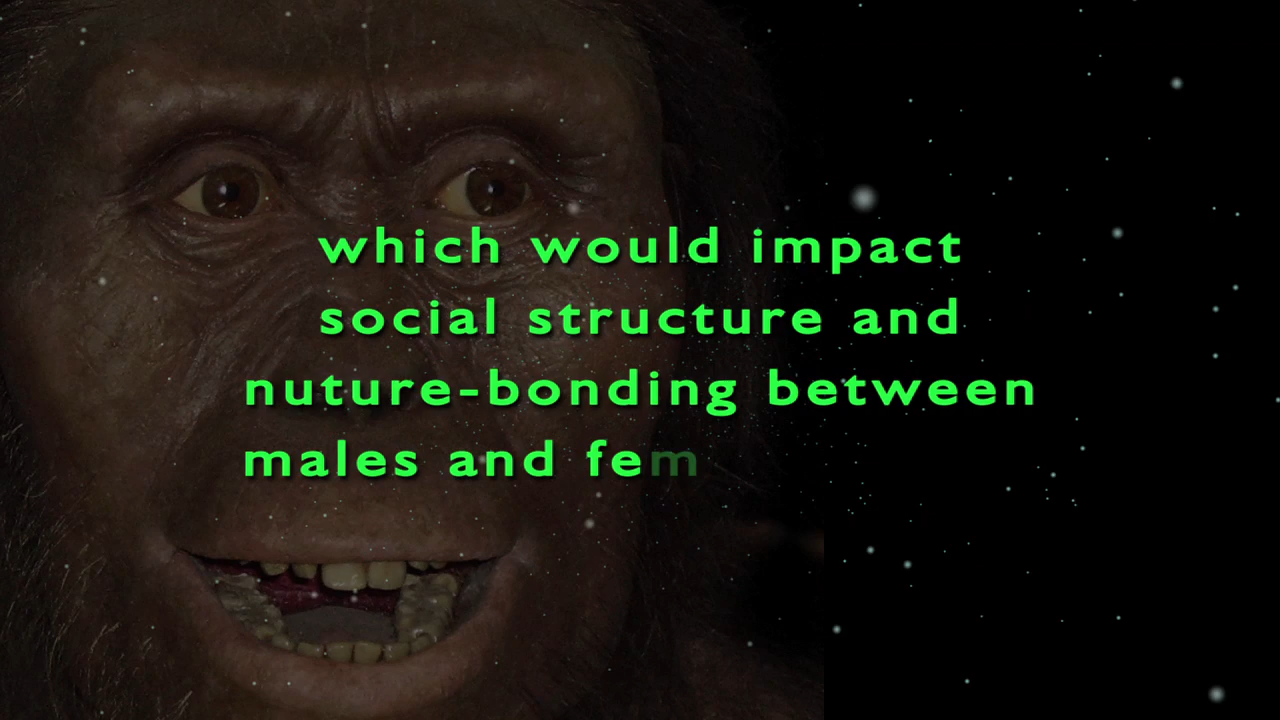 which would impact
social structure and
nuture-bonding between
males and fem